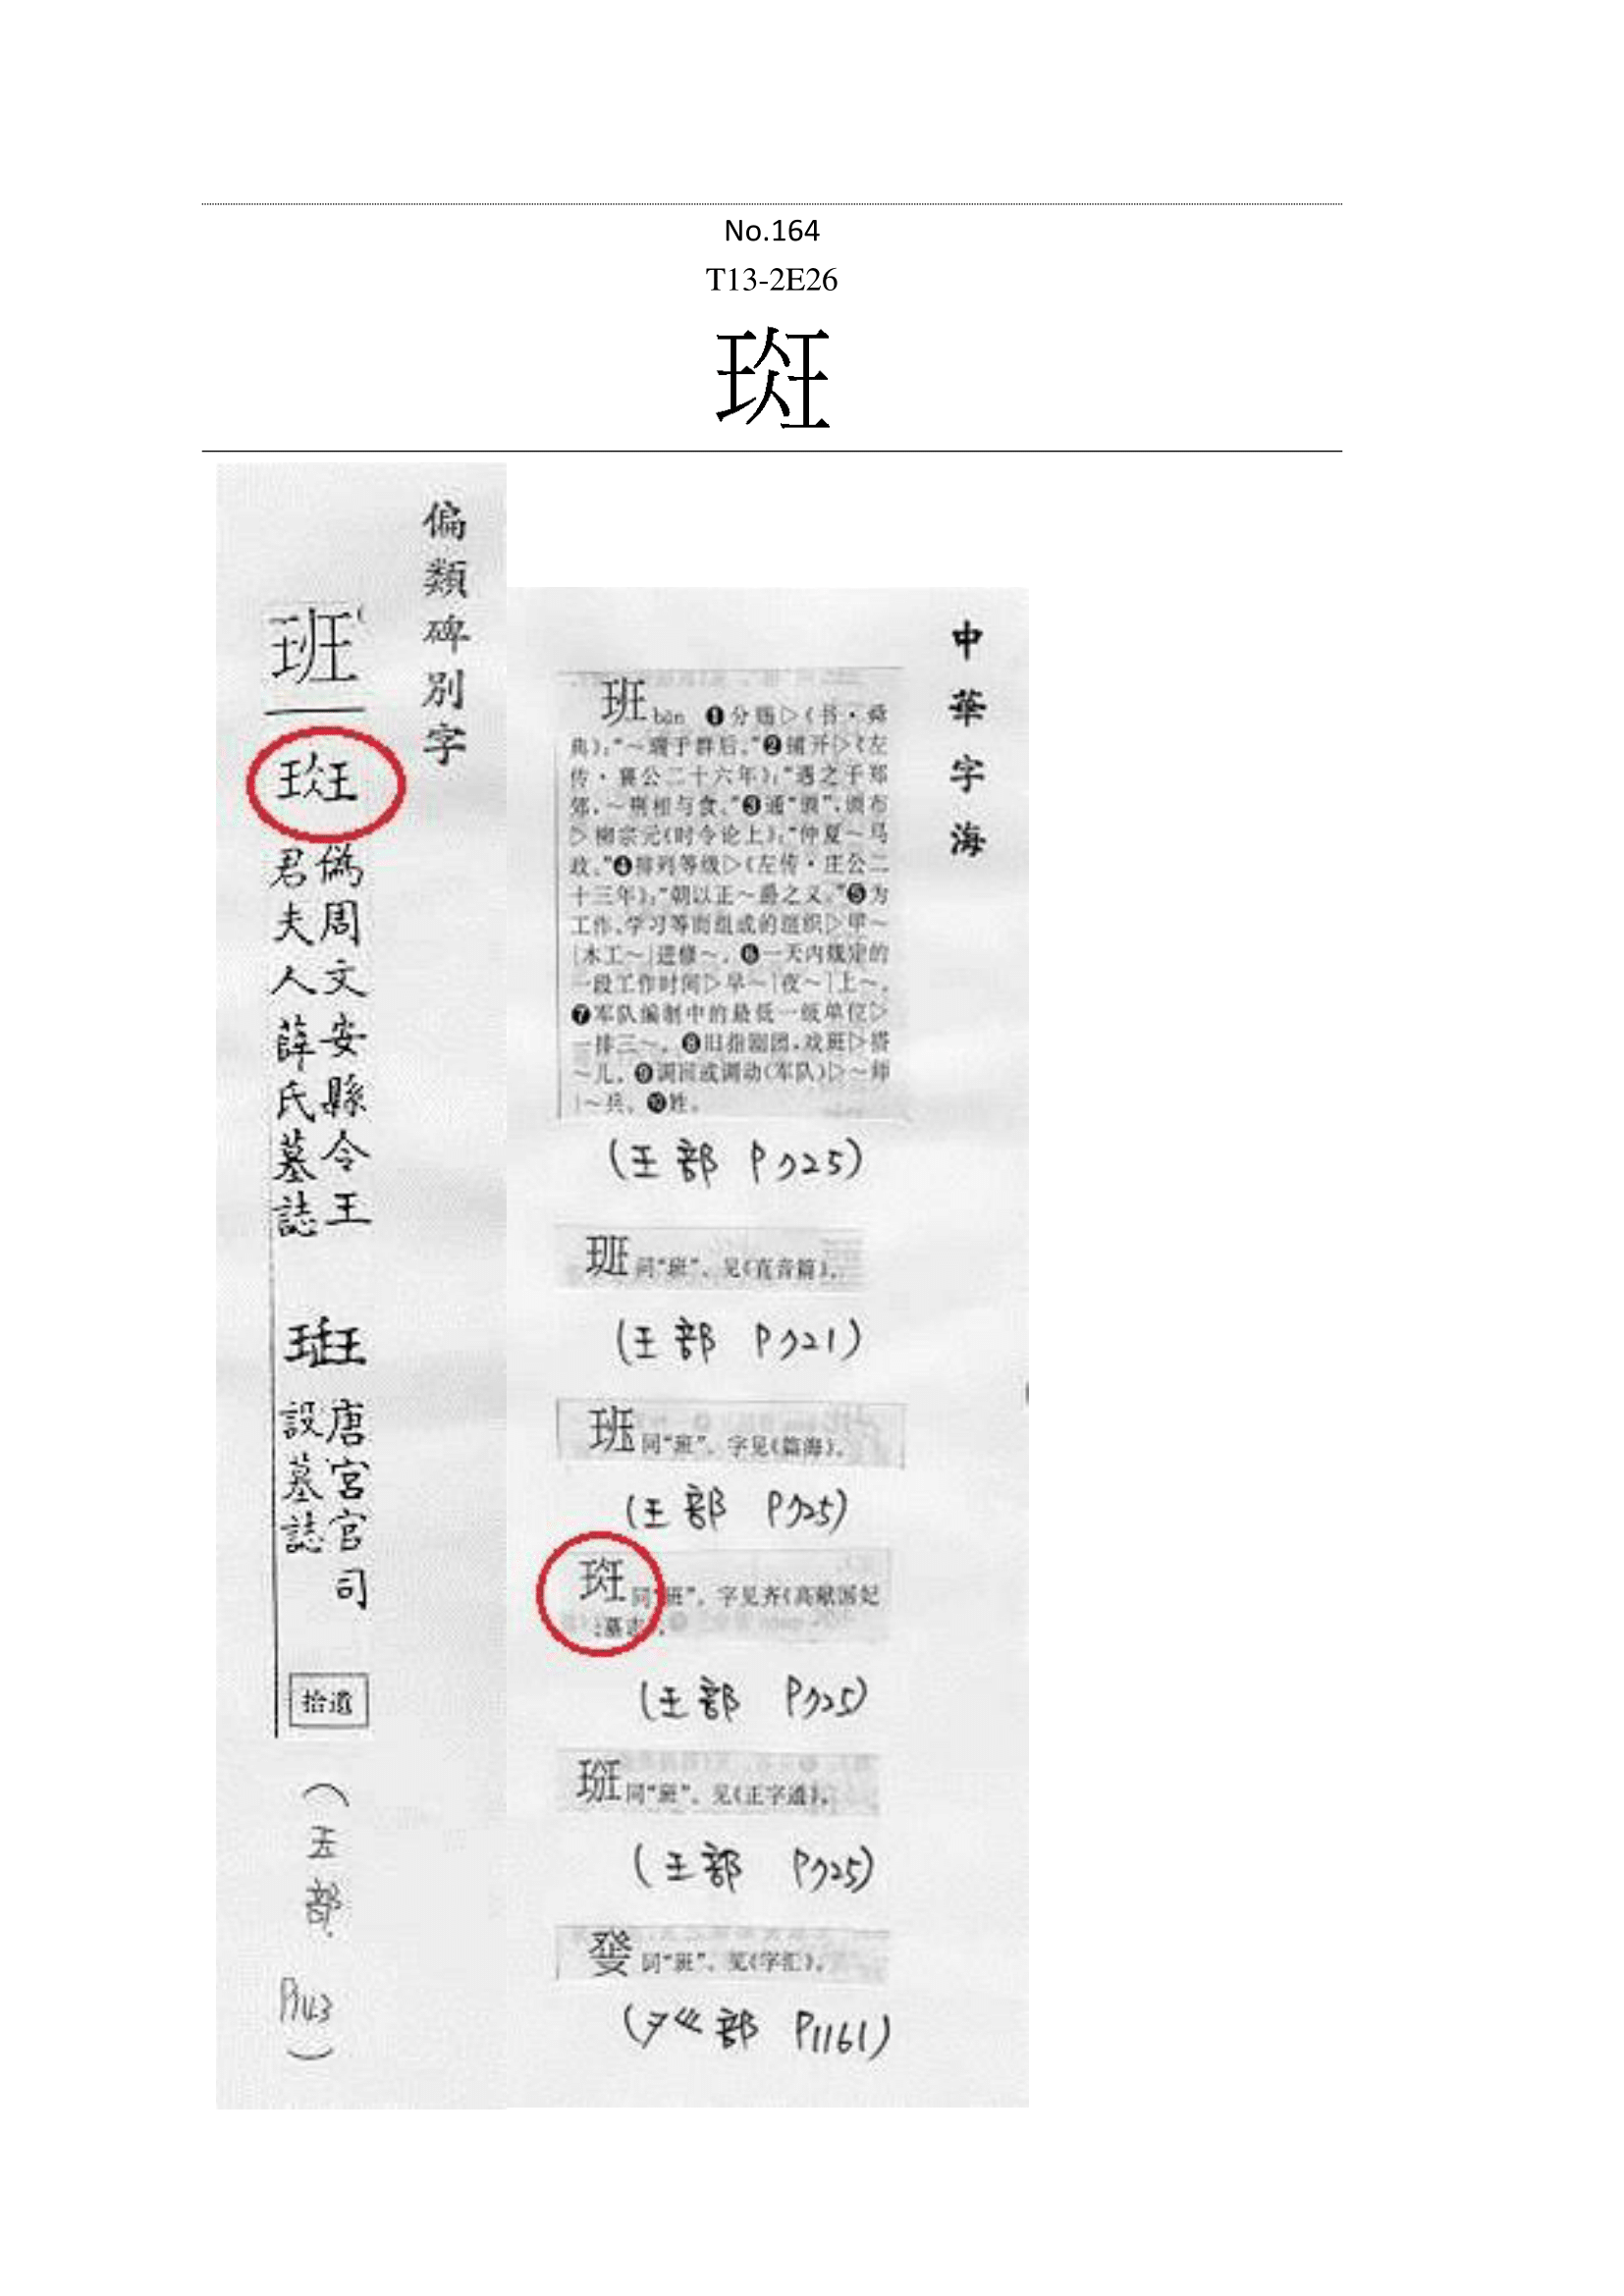 No.164
T13-2E26
偏類碑別字
班
偽周文安縣令王
君夫人薛氏墓誌
唐宮官司
設墓誌
拾遺
(王部
P143)
中華字海
班 bān ❶分赐▷《书·舜
典》:“~瑞于群后。”❷铺开▷《左
传·襄公二十六年》:“遇之于郑
郊,~荆相与食。”❸通“颁”,颁布
▷柳宗元《时令论上》:“仲夏~马
政。”❹排列等级▷《左传·庄公二
十三年》:“朝以正~爵之义。”❺为
工作、学习等而组成的组织▷甲~
|木工~|进修~。❻一天内规定的
一段工作时间▷早~|夜~|上~。
❼军队编制中的最低一级单位▷
一排三~。❽旧指剧团,戏班▷搭
~儿。❾调回或调动(军队)▷~师
|~兵。❿姓。
(王部 P725)
同“班”。见《直音篇》。
(王部 P721)
同“班”。字见《篇海》。
(王部 P725)
同“班”。字见齐《高献国妃
墓志》。
(王部 P725)
同“班”。见《正字通》。
(王部 P725)
同“班”。见《字汇》。
(癶部 P1161)